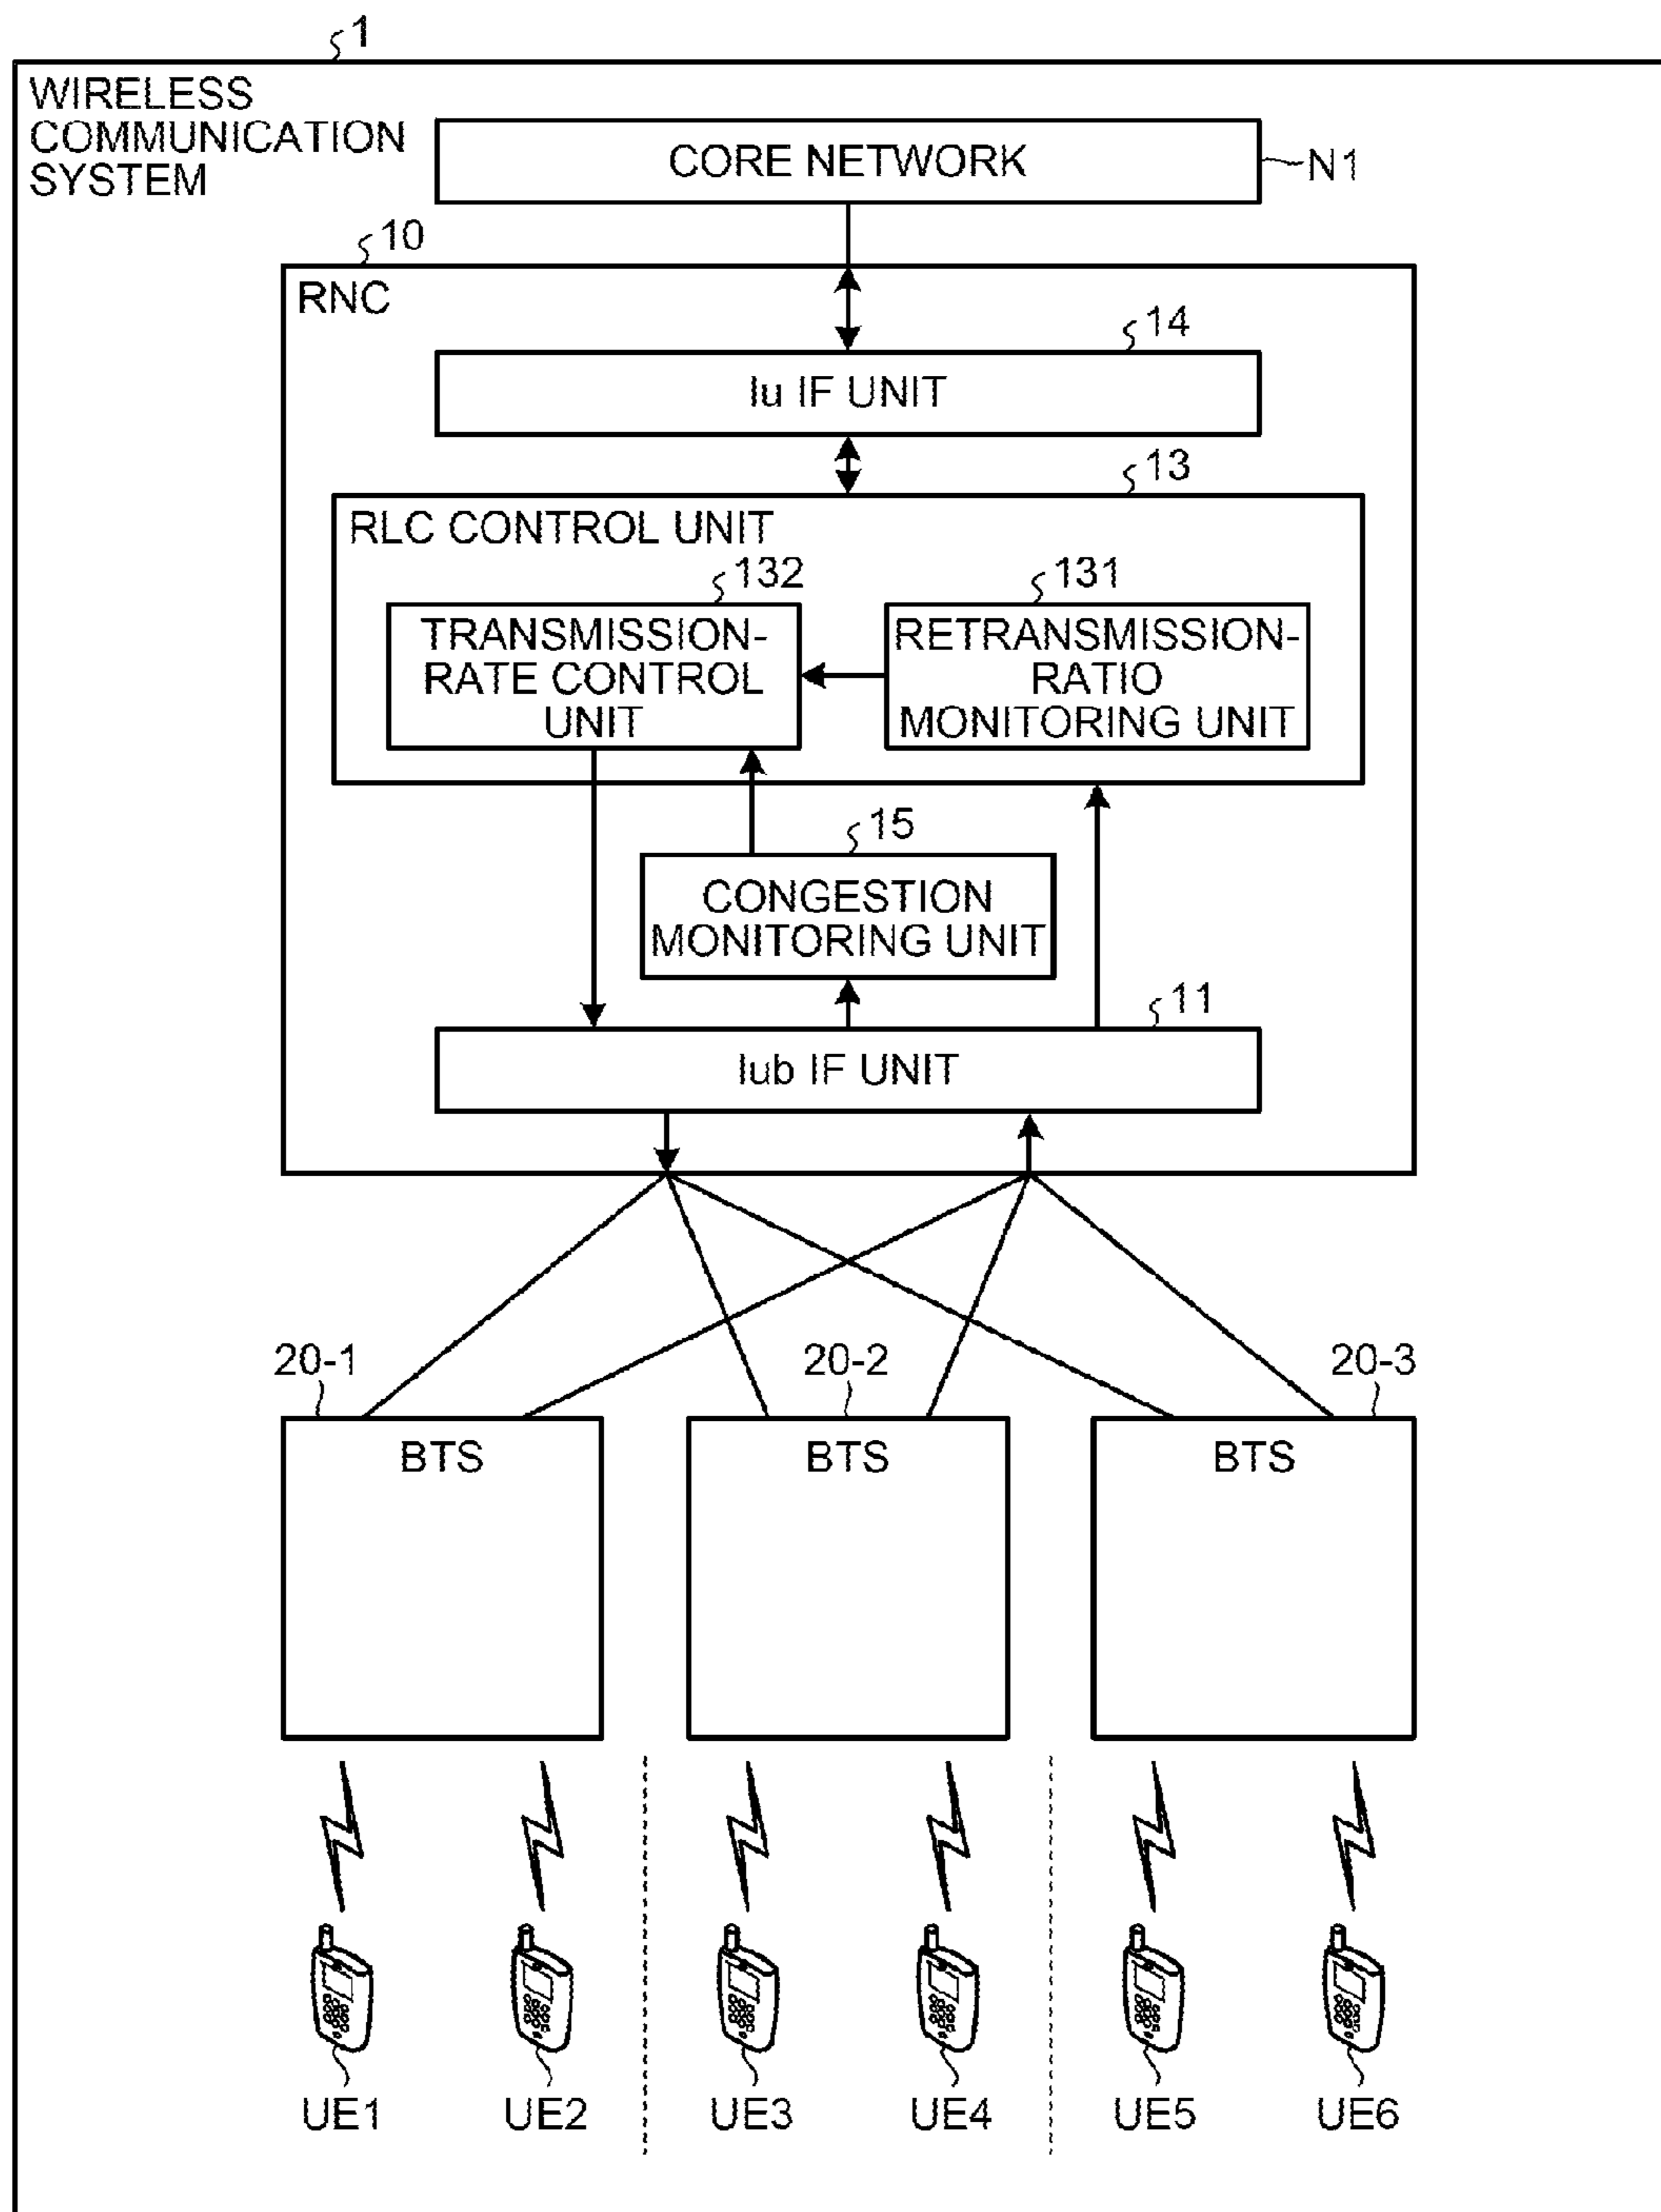 1
WIRELESS
COMMUNICATION
SYSTEM
CORE NETWORK
N1
10
RNC
14
Iu IF UNIT
13
RLC CONTROL UNIT
132
131
TRANSMISSION-
RATE CONTROL
UNIT
RETRANSMISSION-
RATIO
MONITORING UNIT
15
CONGESTION
MONITORING UNIT
11
Iub IF UNIT
20-1
20-2
20-3
BTS
BTS
BTS
UE1
UE2
UE3
UE4
UE5
UE6